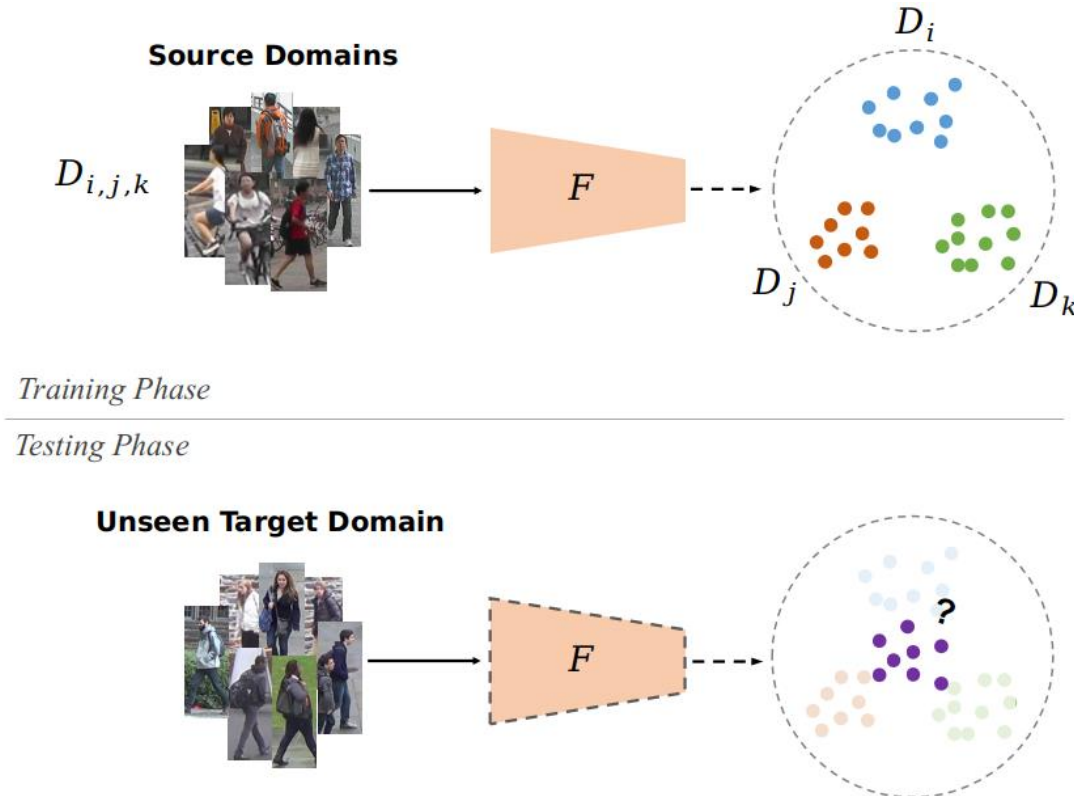 D_i
Source Domains
D_{i,j,k}
F
D_j
D_k
Training Phase
Testing Phase
Unseen Target Domain
F
?